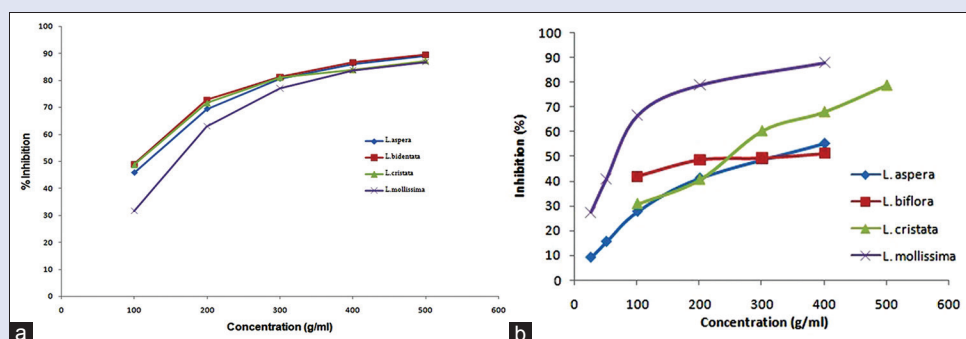 100
90
80
70
60
50
40
30
20
10
0
% Inhibition
0 100 200 300 400 500 600
Concentration (g/ml)
L.aspera
L.bidentata
L.cristata
L.mollissima
a
100
90
80
70
60
50
40
30
20
10
0
Inhibition (%)
0 100 200 300 400 500 600
Concentration (g/ml)
L. aspera
L. biflora
L. cristata
L. mollissima
b